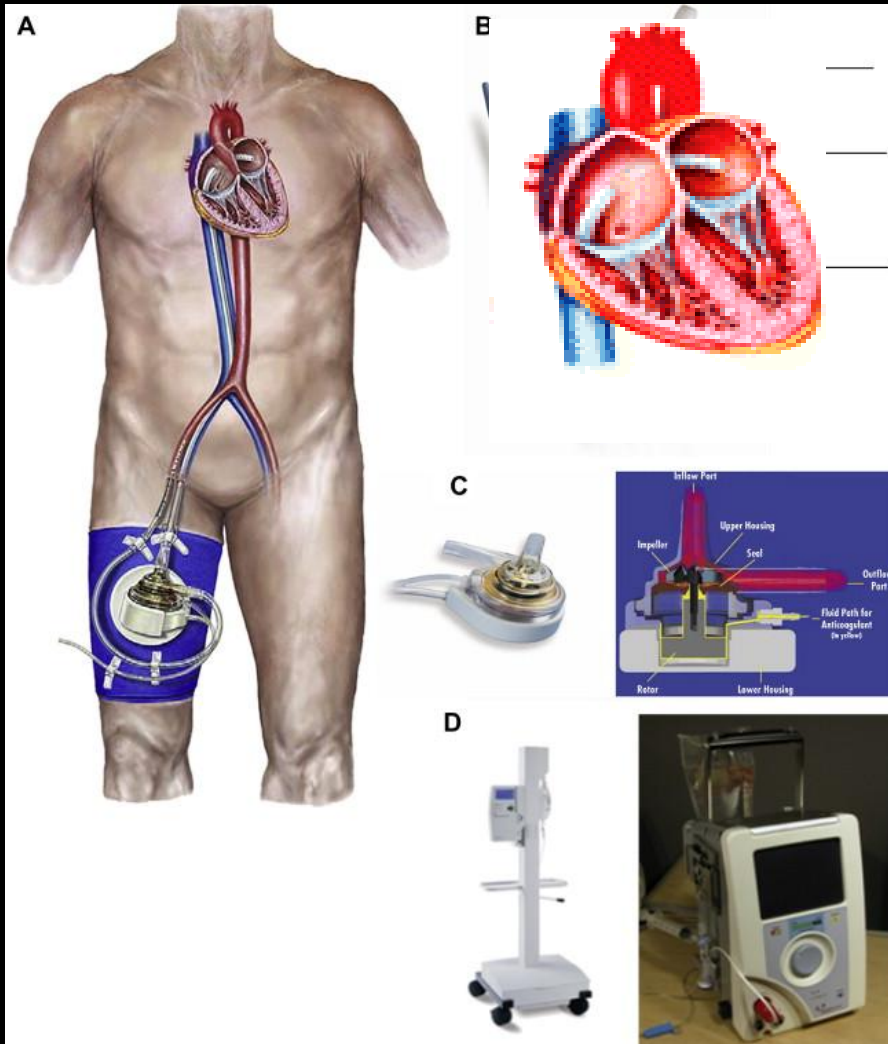 A
B
C
Inflow Port
Upper Housing
Impeller
Seal
Outflow
Port
Fluid Path for
Anticoagulant
(in yellow)
Rotor
Lower Housing
D